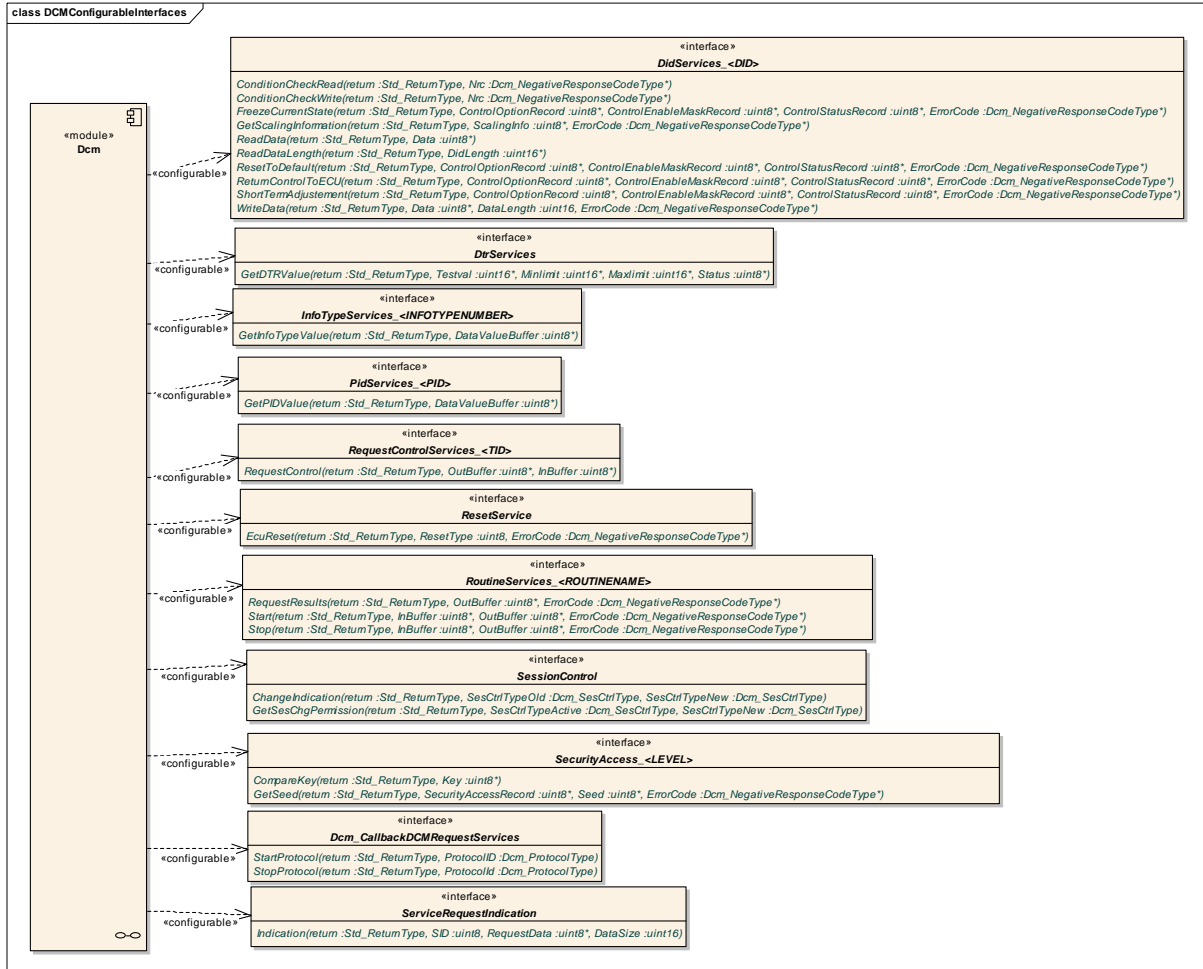 class DCMConfigurableInterfaces
«module»
Dcm
«interface»
DidServices_<DID>
ConditionCheckRead(return :Std_ReturnType, Nrc :Dcm_NegativeResponseCodeType*)
ConditionCheckWrite(return :Std_ReturnType, Nrc :Dcm_NegativeResponseCodeType*)
FreezeCurrentState(return :Std_ReturnType, ControlOptionRecord :uint8*, ControlEnableMaskRecord :uint8*, ControlStatusRecord :uint8*, ErrorCode :Dcm_NegativeResponseCodeType*)
GetScalingInformation(return :Std_ReturnType, ScalingInfo :uint8*, ErrorCode :Dcm_NegativeResponseCodeType*)
ReadData(return :Std_ReturnType, Data :uint8*)
ReadDataLength(return :Std_ReturnType, DidLength :uint16*)
ResetToDefault(return :Std_ReturnType, ControlOptionRecord :uint8*, ControlEnableMaskRecord :uint8*, ControlStatusRecord :uint8*, ErrorCode :Dcm_NegativeResponseCodeType*)
ReturnControlToECU(return :Std_ReturnType, ControlOptionRecord :uint8*, ControlEnableMaskRecord :uint8*, ControlStatusRecord :uint8*, ErrorCode :Dcm_NegativeResponseCodeType*)
ShortTermAdjustement(return :Std_ReturnType, ControlOptionRecord :uint8*, ControlEnableMaskRecord :uint8*, ControlStatusRecord :uint8*, ErrorCode :Dcm_NegativeResponseCodeType*)
WriteData(return :Std_ReturnType, Data :uint8*, DataLength :uint16, ErrorCode :Dcm_NegativeResponseCodeType*)
«configurable»
«interface»
DtrServices
GetDTRValue(return :Std_ReturnType, Testval :uint16*, Minlimit :uint16*, Maxlimit :uint16*, Status :uint8*)
«configurable»
«interface»
InfoTypeServices_<INFOTYPENUMBER>
GetInfoTypeValue(return :Std_ReturnType, DataValueBuffer :uint8*)
«configurable»
«interface»
PidServices_<PID>
GetPIDValue(return :Std_ReturnType, DataValueBuffer :uint8*)
«configurable»
«interface»
RequestControlServices_<TID>
RequestControl(return :Std_ReturnType, OutBuffer :uint8*, InBuffer :uint8*)
«configurable»
«interface»
ResetService
EcuReset(return :Std_ReturnType, ResetType :uint8, ErrorCode :Dcm_NegativeResponseCodeType*)
«configurable»
«interface»
RoutineServices_<ROUTINENAME>
RequestResults(return :Std_ReturnType, OutBuffer :uint8*, ErrorCode :Dcm_NegativeResponseCodeType*)
Start(return :Std_ReturnType, InBuffer :uint8*, OutBuffer :uint8*, ErrorCode :Dcm_NegativeResponseCodeType*)
Stop(return :Std_ReturnType, InBuffer :uint8*, OutBuffer :uint8*, ErrorCode :Dcm_NegativeResponseCodeType*)
«configurable»
«interface»
SessionControl
ChangeIndication(return :Std_ReturnType, SesCtrlTypeOld :Dcm_SesCtrlType, SesCtrlTypeNew :Dcm_SesCtrlType)
GetSesChgPermission(return :Std_ReturnType, SesCtrlTypeActive :Dcm_SesCtrlType, SesCtrlTypeNew :Dcm_SesCtrlType)
«configurable»
«interface»
SecurityAccess_<LEVEL>
CompareKey(return :Std_ReturnType, Key :uint8*)
GetSeed(return :Std_ReturnType, SecurityAccessRecord :uint8*, Seed :uint8*, ErrorCode :Dcm_NegativeResponseCodeType*)
«configurable»
«interface»
Dcm_CallbackDCMRequestServices
StartProtocol(return :Std_ReturnType, ProtocolID :Dcm_ProtocolType)
StopProtocol(return :Std_ReturnType, ProtocolId :Dcm_ProtocolType)
«configurable»
«interface»
ServiceRequestIndication
Indication(return :Std_ReturnType, SID :uint8, RequestData :uint8*, DataSize :uint16)
«configurable»